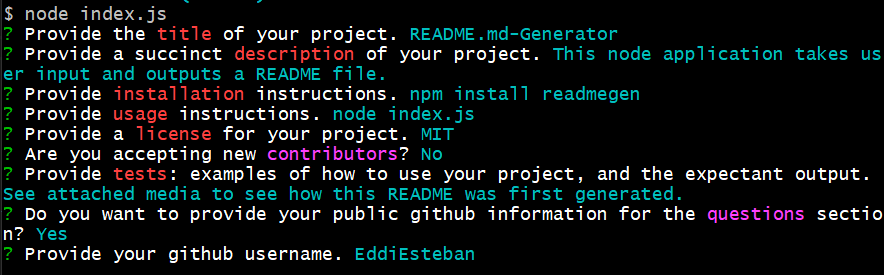 $ node index.js
? Provide the title of your project. README.md-Generator
? Provide a succinct description of your project. This node application takes us
er input and outputs a README file.
? Provide installation instructions. npm install readmegen
? Provide usage instructions. node index.js
? Provide a license for your project. MIT
? Are you accepting new contributors? No
? Provide tests: examples of how to use your project, and the expectant output.
See attached media to see how this README was first generated.
? Do you want to provide your public github information for the questions sectio
n? Yes
? Provide your github username. EddiEsteban